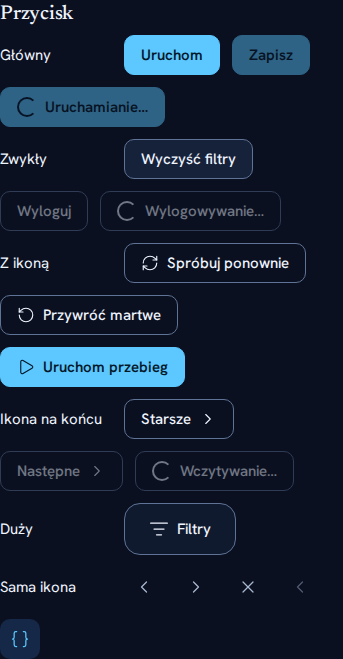 Przycisk
Główny Uruchom Zapisz
Uruchamianie...
Zwykły Wyczyść filtry
Wyloguj Wylogowywanie...
Z ikoną Spróbuj ponownie
Przywróć martwe
Uruchom przebieg
Ikona na końcu Starsze
Następne Wczytywanie...
Duży Filtry
Sama ikona